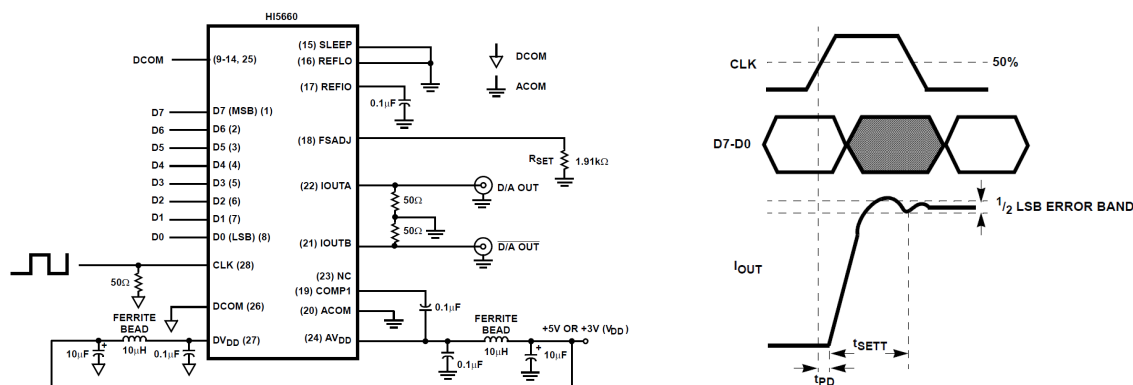 HI5660
DCOM (9-14, 25)
(15) SLEEP
(16) REFLO
(17) REFIO
0.1µF
DCOM
ACOM
D7 D7 (MSB) (1)
D6 D6 (2)
D5 D5 (3)
D4 D4 (4)
D3 D3 (5)
D2 D2 (6)
D1 D1 (7)
D0 D0 (LSB) (8)
(18) FSADJ
RSET 1.91kΩ
(22) IOUTA
50Ω
D/A OUT
50Ω
(21) IOUTB
D/A OUT
CLK (28)
50Ω
(23) NC
(19) COMP1
0.1µF
DCOM (26)
(20) ACOM
FERRITE
BEAD
10µH
10µF
+
0.1µF
DVDD (27)
(24) AVDD
0.1µF
FERRITE
BEAD
10µH
+
10µF
+5V OR +3V (VDD)
CLK
50%
D7-D0
1/2 LSB ERROR BAND
IOUT
tSETT
tPD